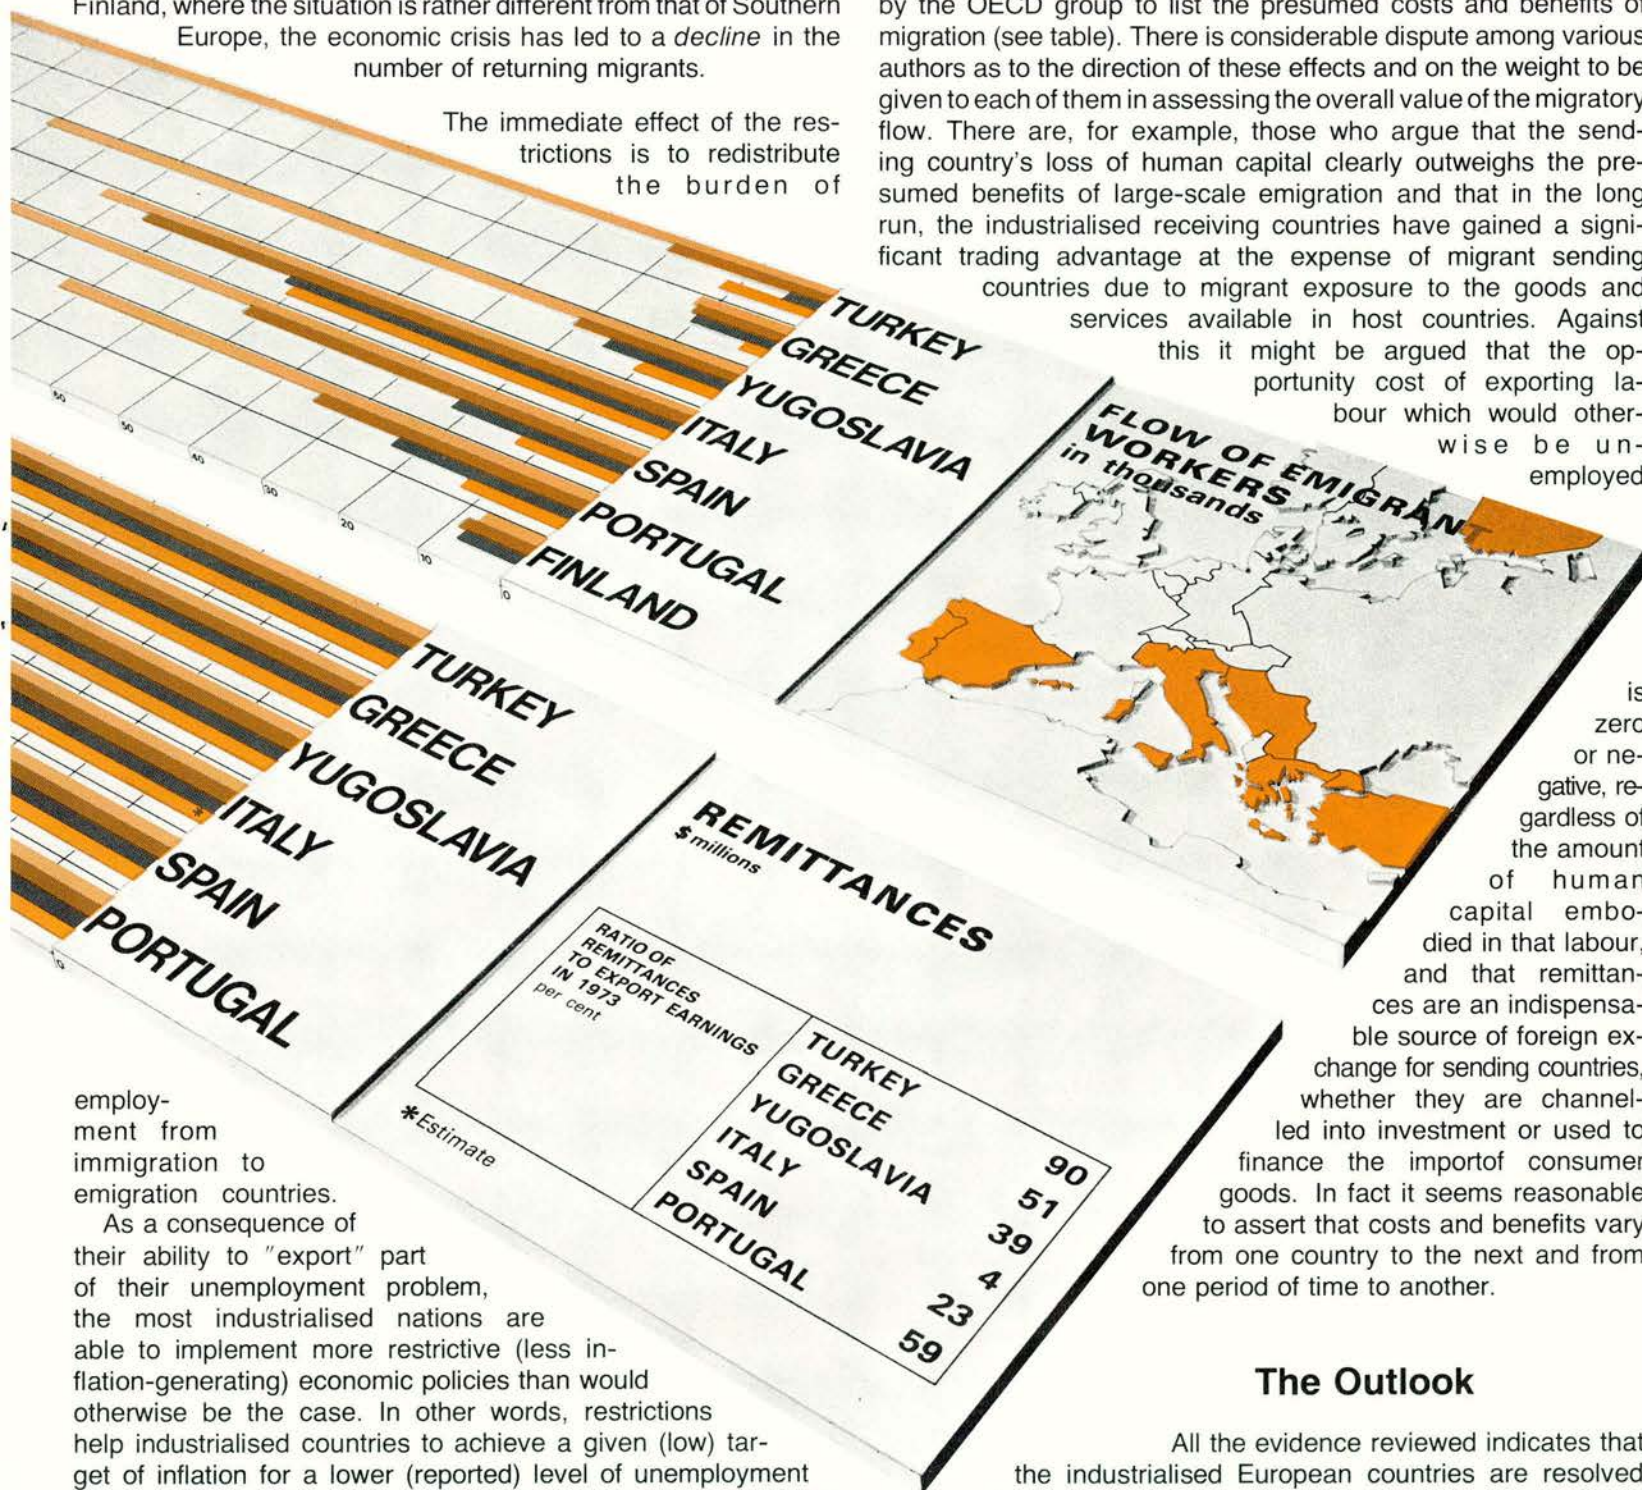 Finland, where the situation is rather different from that of Southern
Europe, the economic crisis has led to a decline in the
number of returning migrants.
The immediate effect of the res-
trictions is to redistribute
the burden of
employ-
ment from
immigration to
emigration countries.
As a consequence of
their ability to "export" part
of their unemployment problem,
the most industrialised nations are
able to implement more restrictive (less in-
flation-generating) economic policies than would
otherwise be the case. In other words, restrictions
help industrialised countries to achieve a given (low) tar-
get of inflation for a lower (reported) level of unemployment
by the OECD group to list the presumed costs and benefits of
migration (see table). There is considerable dispute among various
authors as to the direction of these effects and on the weight to be
given to each of them in assessing the overall value of the migratory
flow. There are, for example, those who argue that the send-
ing country's loss of human capital clearly outweighs the pre-
sumed benefits of large-scale emigration and that in the long
run, the industrialised receiving countries have gained a signi-
ficant trading advantage at the expense of migrant sending
countries due to migrant exposure to the goods and
services available in host countries. Against
this it might be argued that the op-
portunity cost of exporting la-
bour which would other-
wise be un-
employed
is
zero
or ne-
gative, re-
gardless of
the amount
of human
capital embo-
died in that labour,
and that remittan-
ces are an indispensa-
ble source of foreign ex-
change for sending countries,
whether they are channel-
led into investment or used to
finance the importof consumer
goods. In fact it seems reasonable
to assert that costs and benefits vary
from one country to the next and from
one period of time to another.
The Outlook
All the evidence reviewed indicates that
the industrialised European countries are resolved
FLOW OF EMIGRANT
WORKERS
in thousands
TURKEY
GREECE
YUGOSLAVIA
ITALY
SPAIN
PORTUGAL
FINLAND
60
50
40
30
20
10
0
REMITTANCES
$ millions
TURKEY
GREECE
YUGOSLAVIA
* ITALY
SPAIN
PORTUGAL
0
RATIO OF
REMITTANCES
TO EXPORT EARNINGS
IN 1973
per cent
TURKEY 90
GREECE 51
YUGOSLAVIA 39
ITALY 4
SPAIN 23
PORTUGAL 59
*Estimate